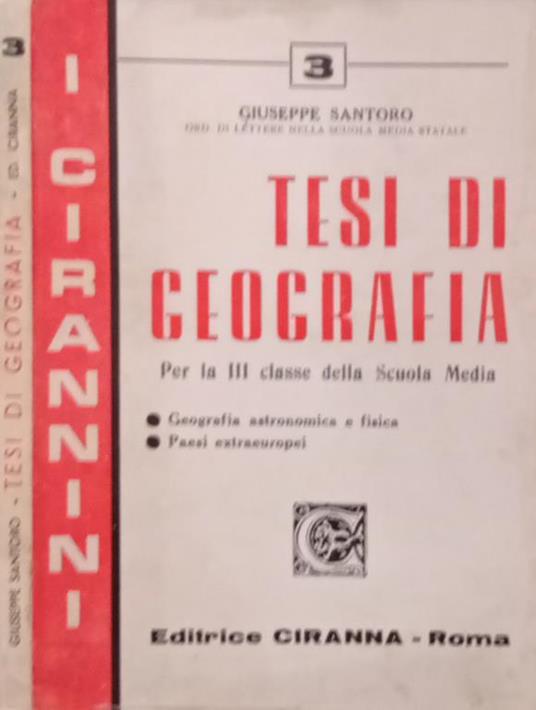 3
GIUSEPPE SANTORO
ORD. DI LETTERE NELLA SCUOLA MEDIA STATALE
TESI DI
GEOGRAFIA
Per la III classe della Scuola Media
● Geografia astronomica e fisica
● Paesi extraeuropei
Editrice CIRANNA - Roma
I CIRANNINI
GIUSEPPE SANTORO - TESI DI GEOGRAFIA - ED. CIRANNA 3